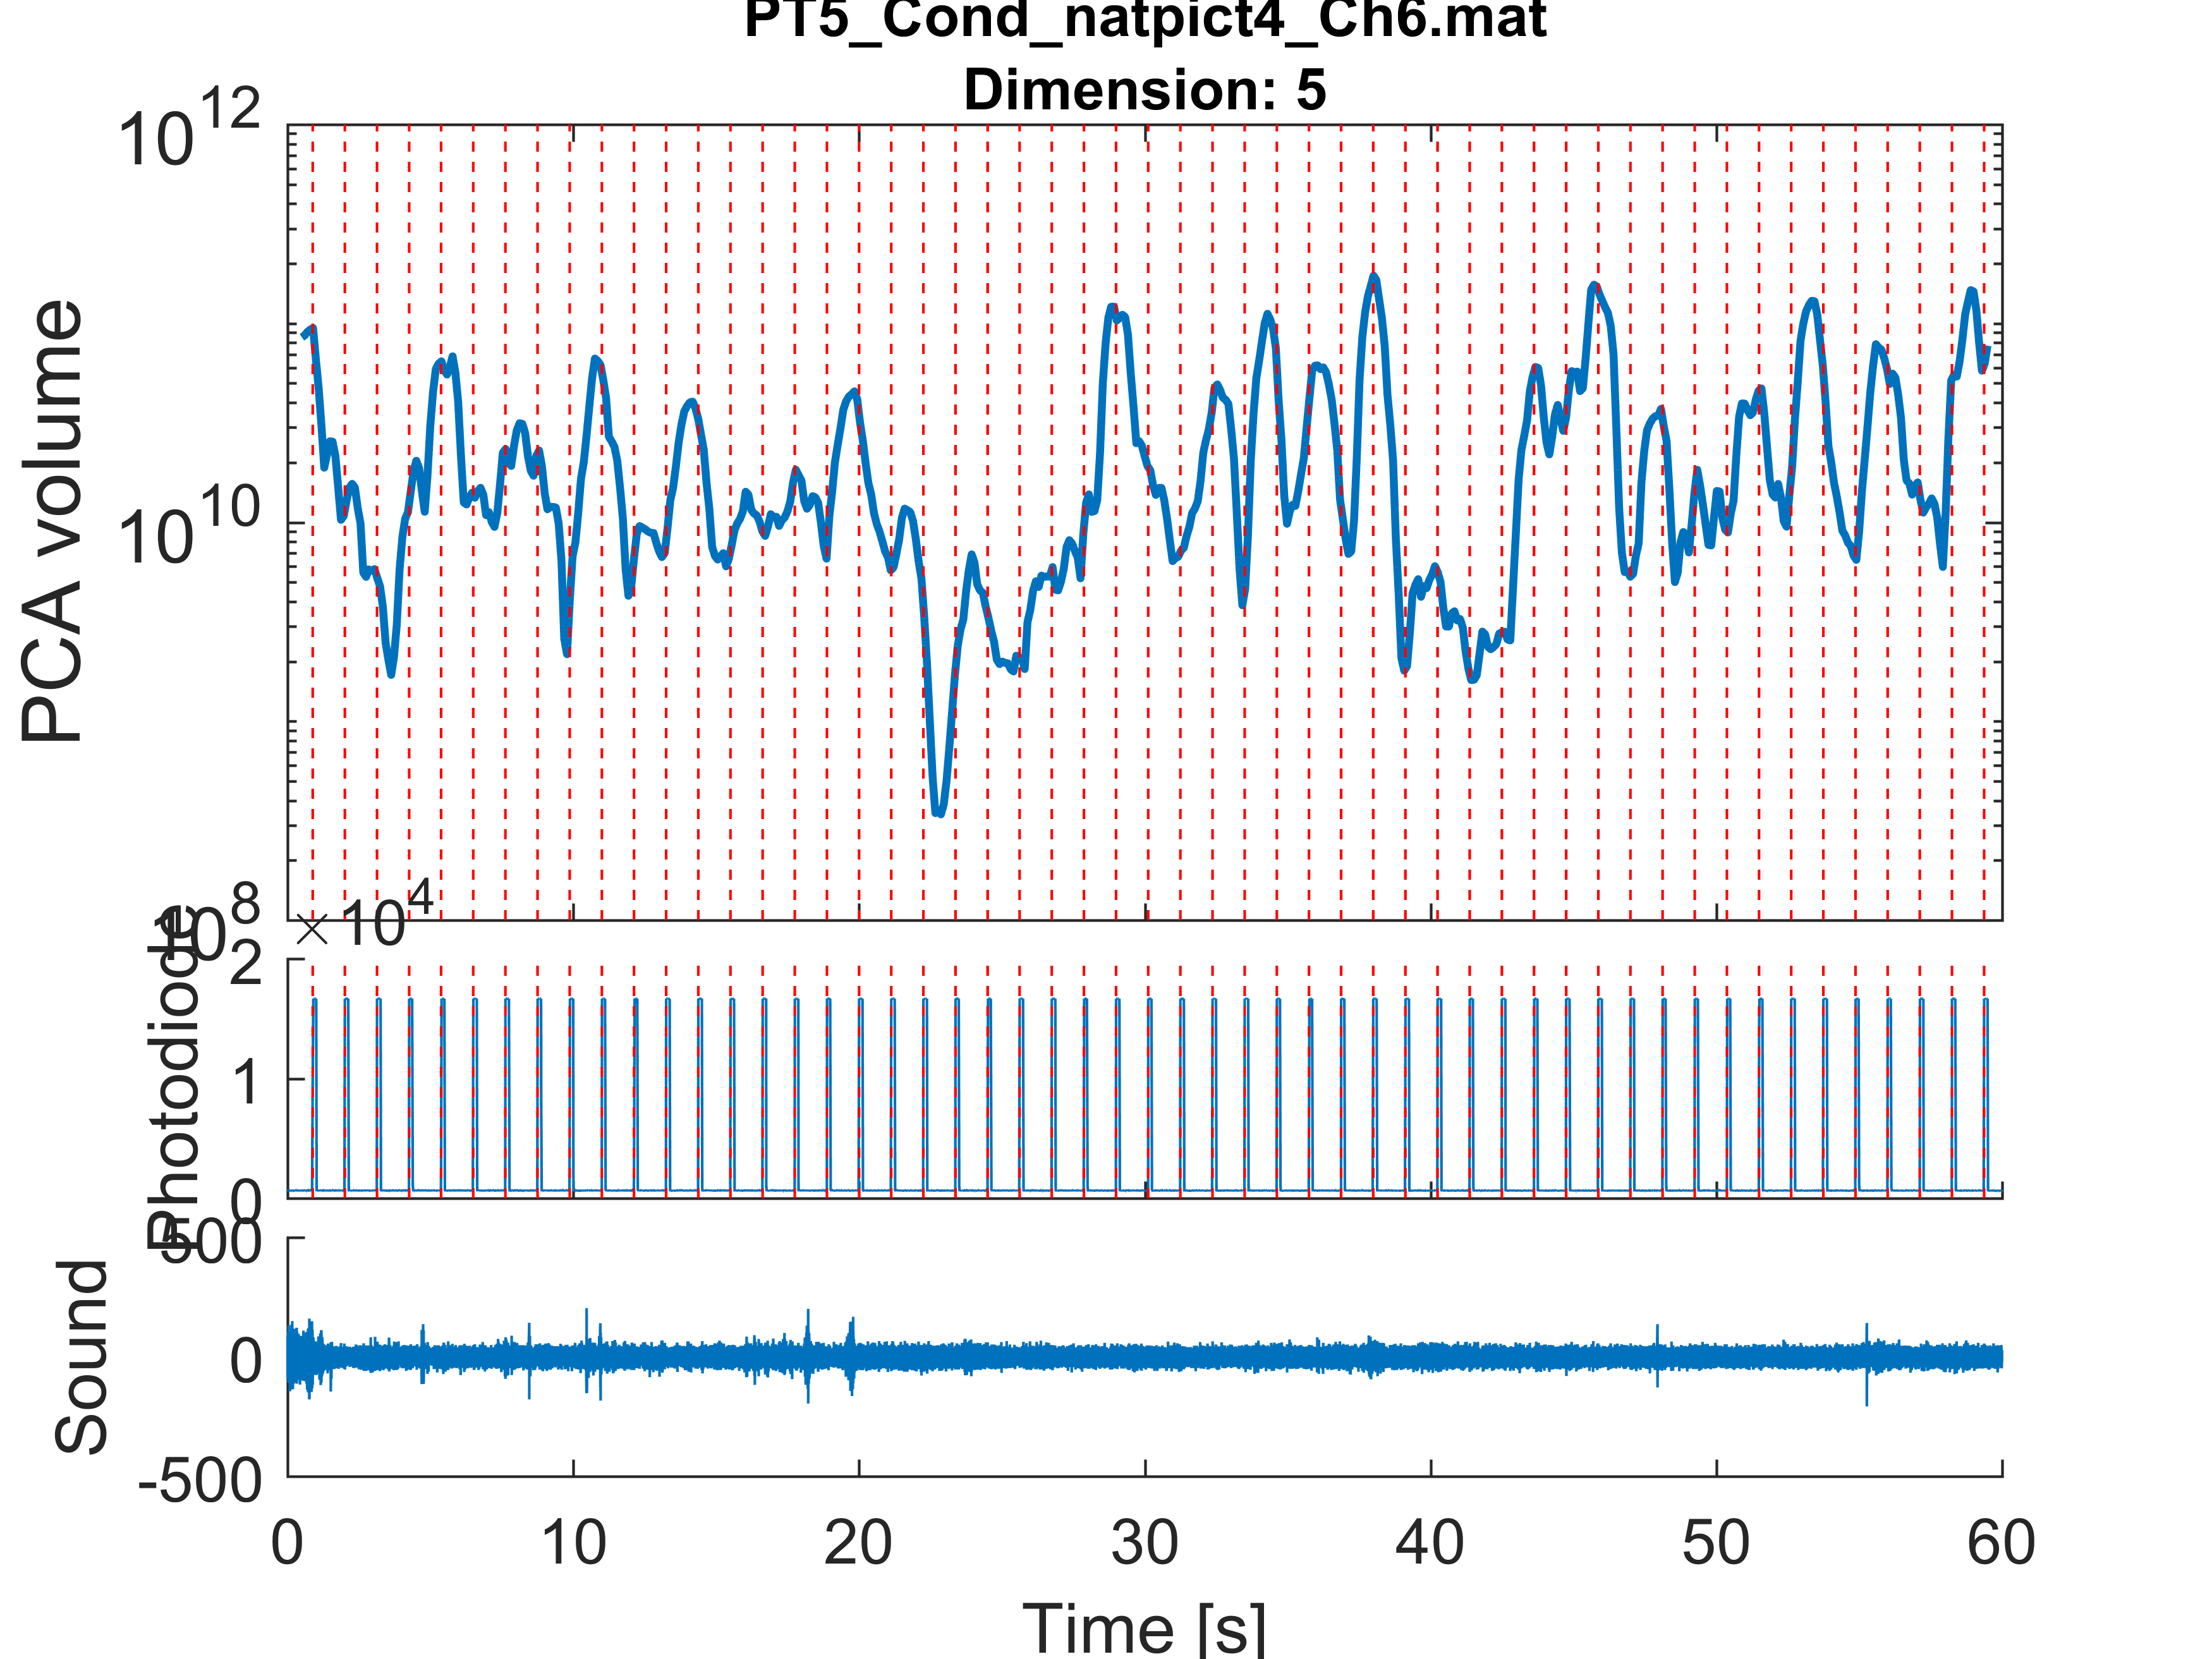 PT5_Cond_natpict4_Ch6.mat
Dimension: 5
PCA volume
10^12
10^10
10^8
×10^4
Photodiode
2
1
0
Sound
500
0
-500
0 10 20 30 40 50 60
Time [s]